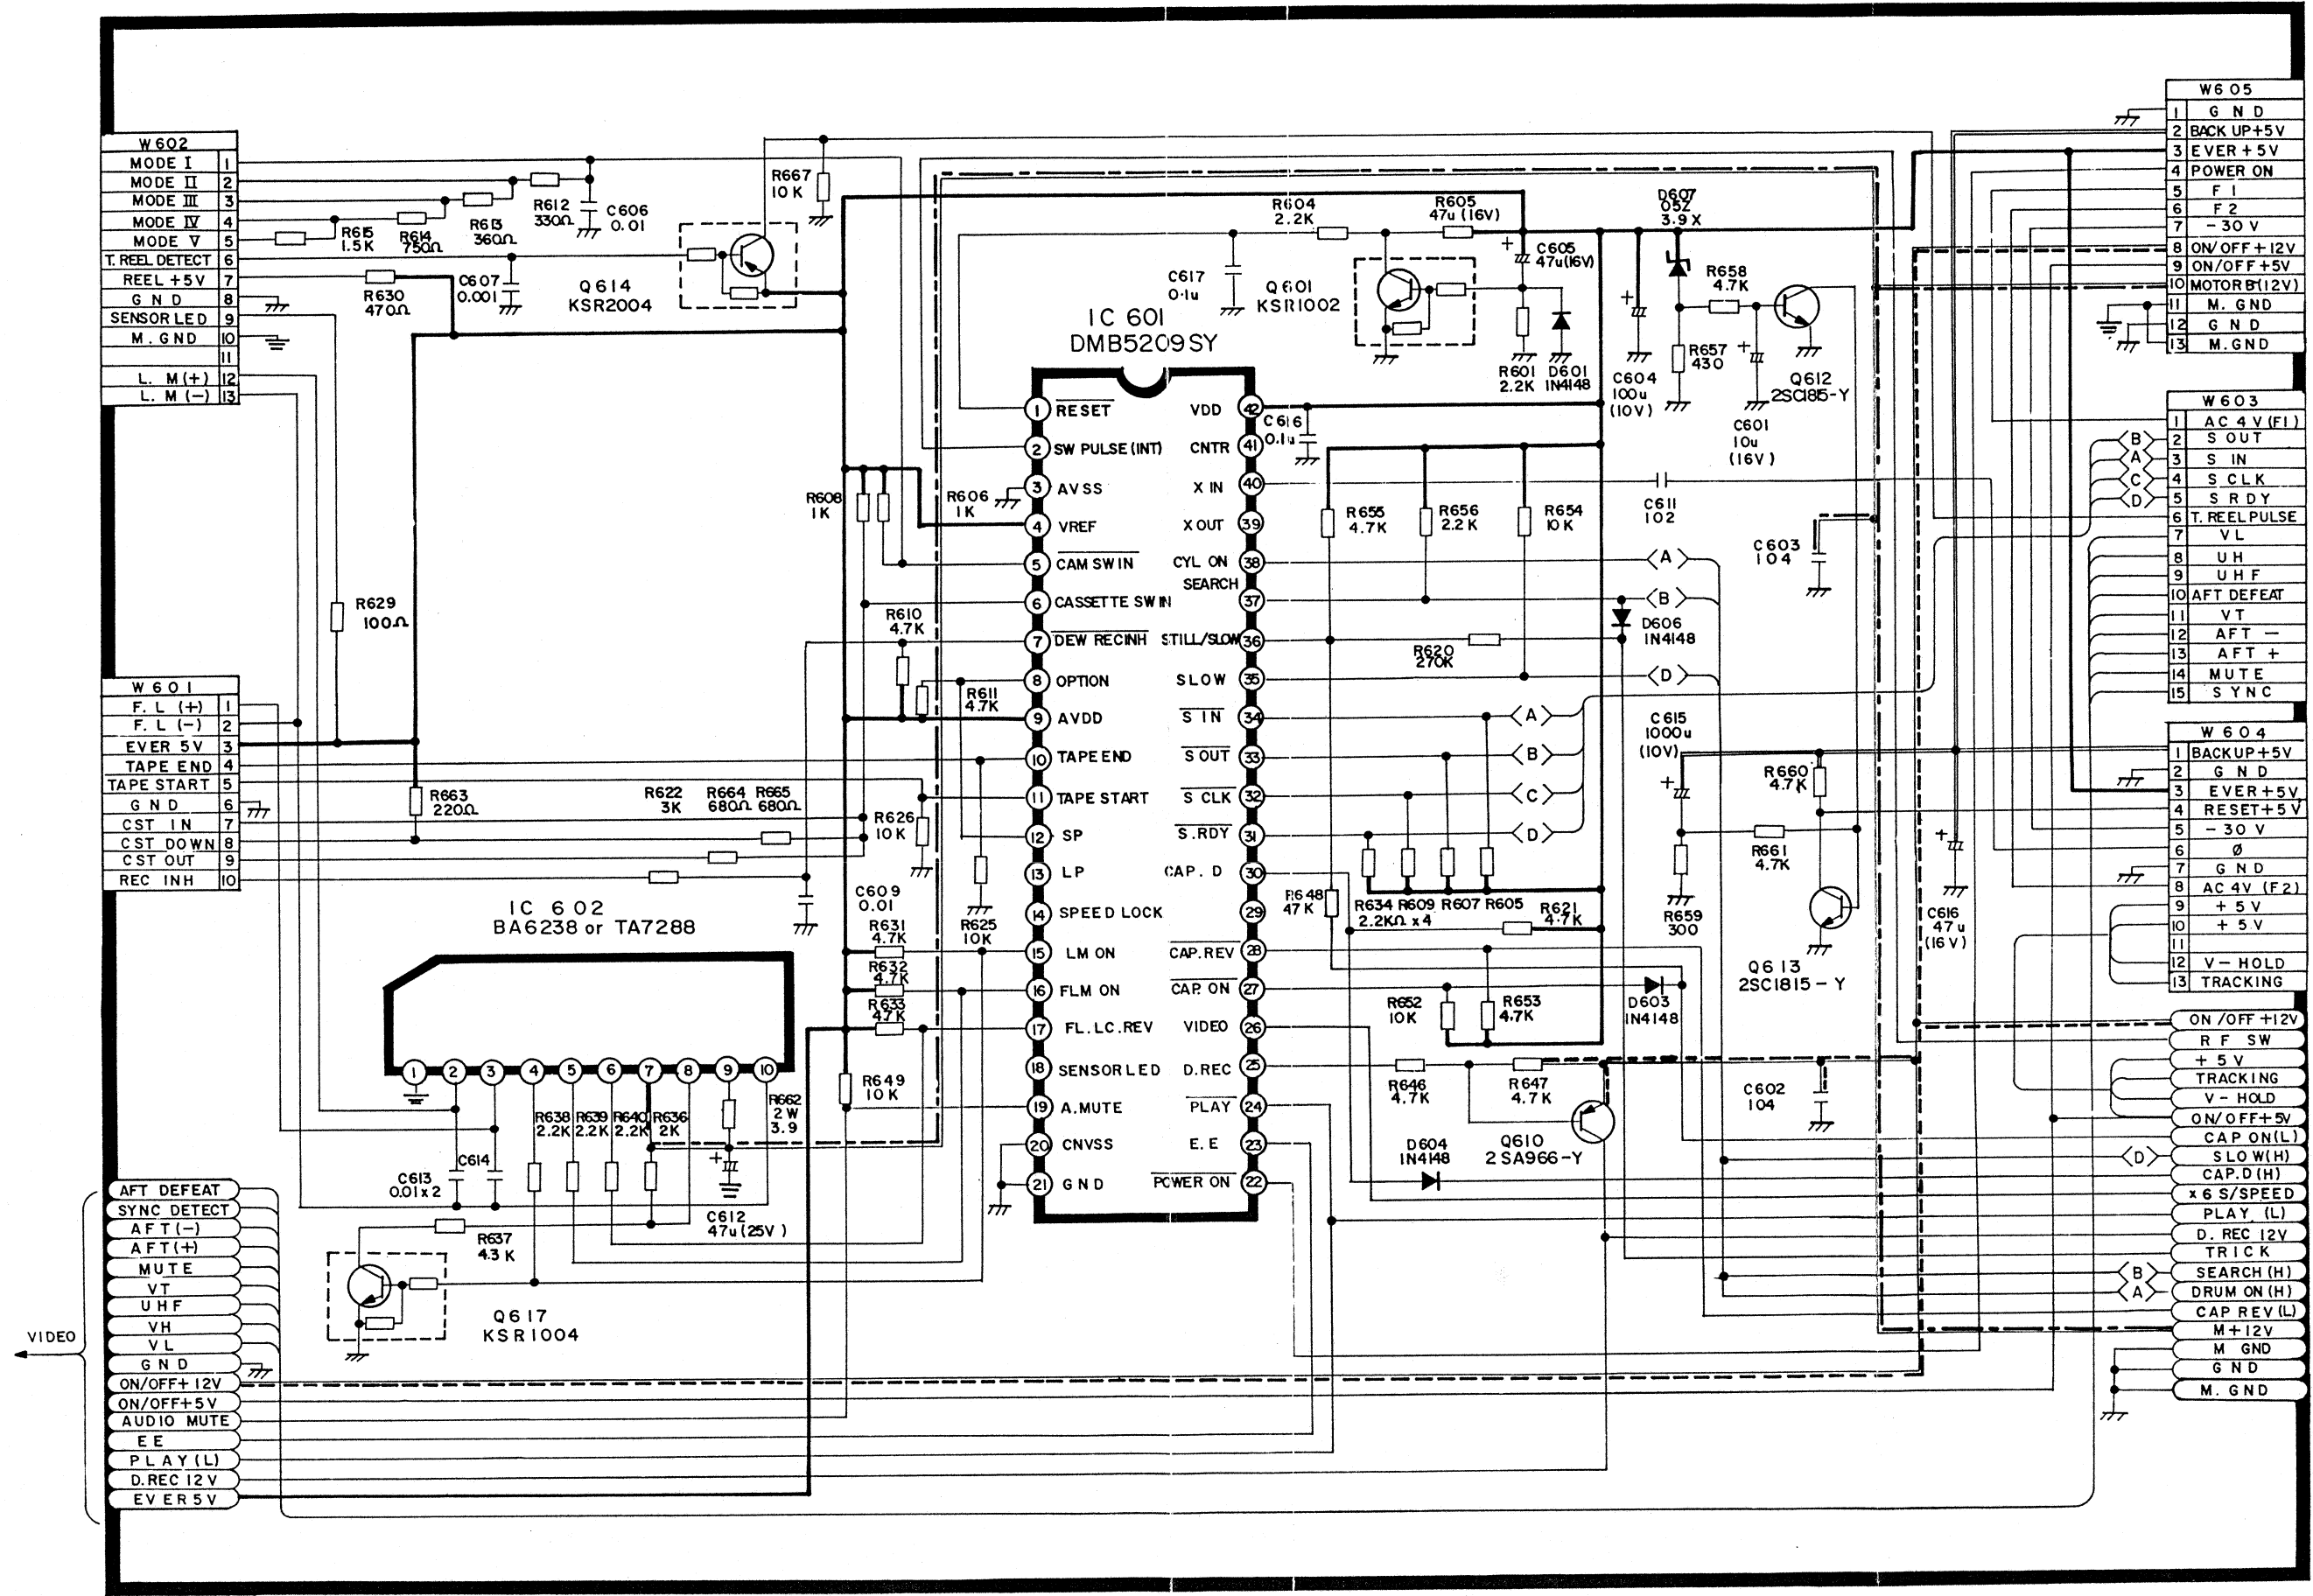 W602
MODE I 1
MODE II 2
MODE III 3
MODE IV 4
MODE V 5
T. REEL DETECT 6
REEL +5V 7
GND 8
SENSOR LED 9
M. GND 10
11
L. M (+) 12
L. M (-) 13
R615
1.5K
R614
750Ω
R613
360Ω
R612
330Ω
C606
0.01
R630
470Ω
C607
0.001
Q614
KSR2004
R667
10K
W601
F. L (+) 1
F. L (-) 2
EVER 5V 3
TAPE END 4
TAPE START 5
GND 6
CST IN 7
CST DOWN 8
CST OUT 9
REC INH 10
R629
100Ω
R663
220Ω
R622
3K
R664
680Ω
R665
680Ω
R626
10K
R608
1K
R606
1K
R610
4.7K
R611
4.7K
C609
0.01
R625
10K
R631
4.7K
R632
4.7K
R633
4.7K
R649
10K
IC 602
BA6238 or TA7288
1 2 3 4 5 6 7 8 9 10
R638
2.2K
R639
2.2K
R640
2.2K
R636
2K
R662
2W
3.9
C613
0.01x2
C614
C612
47u(25V)
R637
4.3K
Q617
KSR1004
VIDEO
AFT DEFEAT
SYNC DETECT
AFT(-)
AFT(+)
MUTE
VT
UHF
VH
VL
GND
ON/OFF+12V
ON/OFF+5V
AUDIO MUTE
EE
PLAY(L)
D.REC 12V
EVER5V
IC 601
DMB5209SY
1 RESET
2 SW PULSE(INT)
3 AVSS
4 VREF
5 CAM SW IN
6 CASSETTE SW IN
7 DEW RECINH
8 OPTION
9 AVDD
10 TAPE END
11 TAPE START
12 SP
13 LP
14 SPEED LOCK
15 LM ON
16 FLM ON
17 FL. LC. REV
18 SENSOR LED
19 A.MUTE
20 CNVSS
21 GND
VDD 42
CNTR 41
X IN 40
X OUT 39
CYL ON 38
SEARCH 37
STILL/SLOW 36
SLOW 35
S IN 34
S OUT 33
S CLK 32
S.RDY 31
CAP. D 30
29
CAP. REV 28
CAP. ON 27
VIDEO 26
D.REC 25
PLAY 24
E.E 23
POWER ON 22
R604
2.2K
R605
47u (16V)
C617
0.1u
Q601
KSR1002
C605
47u(16V)
R601
2.2K
D601
1N4148
C604
100u
(10V)
D607
05Z
3.9X
R658
4.7K
R657
430
Q612
2SC1815-Y
C601
10u
(16V)
C616
0.1u
R655
4.7K
R656
2.2K
R654
10K
C611
102
A
B
D
D606
1N4148
R620
270K
A
B
C
D
C603
104
C615
1000u
(10V)
R660
4.7K
R661
4.7K
R659
300
Q613
2SC1815-Y
C616
47u
(16V)
R648
47K
R634 R609 R607 R605
2.2KΩ x4
R621
4.7K
R652
10K
R653
4.7K
D603
1N4148
R646
4.7K
R647
4.7K
Q610
2SA966-Y
C602
104
D604
1N4148
W605
1 GND
2 BACK UP+5V
3 EVER+5V
4 POWER ON
5 F1
6 F2
7 -30V
8 ON/OFF+12V
9 ON/OFF+5V
10 MOTOR B(12V)
11 M. GND
12 GND
13 M.GND
W603
1 AC 4V(F1)
B 2 S OUT
A 3 S IN
C 4 S CLK
D 5 S RDY
6 T. REEL PULSE
7 VL
8 UH
9 UHF
10 AFT DEFEAT
11 VT
12 AFT -
13 AFT +
14 MUTE
15 SYNC
W604
1 BACKUP+5V
2 GND
3 EVER+5V
4 RESET+5V
5 -30V
6 Ø
7 GND
8 AC4V (F2)
9 +5V
10 +5V
11
12 V-HOLD
13 TRACKING
ON/OFF+12V
RF SW
+5V
TRACKING
V-HOLD
ON/OFF+5V
CAP ON(L)
D SLOW(H)
CAP.D(H)
x6 S/SPEED
PLAY (L)
D. REC 12V
TRICK
B SEARCH(H)
A DRUM ON(H)
CAP REV(L)
M+12V
M GND
GND
M. GND